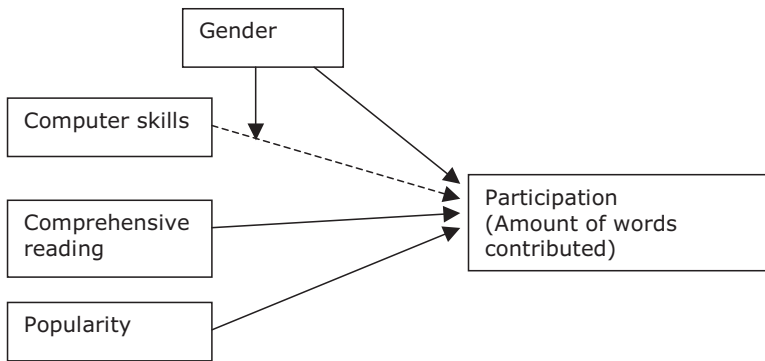 Gender
Computer skills
Comprehensive
reading
Popularity
Participation
(Amount of words
contributed)